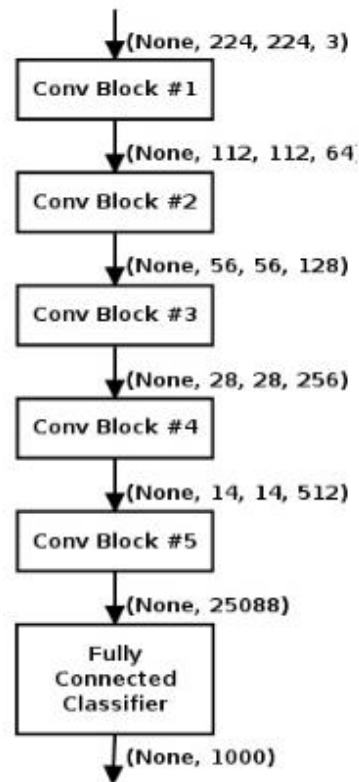 (None, 224, 224, 3)
Conv Block #1
(None, 112, 112, 64)
Conv Block #2
(None, 56, 56, 128)
Conv Block #3
(None, 28, 28, 256)
Conv Block #4
(None, 14, 14, 512)
Conv Block #5
(None, 25088)
Fully
Connected
Classifier
(None, 1000)